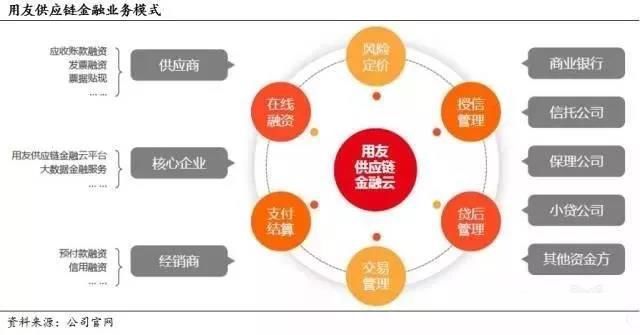 用友供应链金融业务模式
应收账款融资
发票融资
票据贴现
... ...
供应商
用友供应链金融云平台
大数据金融服务
... ...
核心企业
预付款融资
信用融资
... ...
经销商
风险
定价
在线
融资
授信
管理
用友
供应链
金融云
支付
结算
贷后
管理
交易
管理
商业银行
信托公司
保理公司
小贷公司
其他资金方
资料来源：公司官网